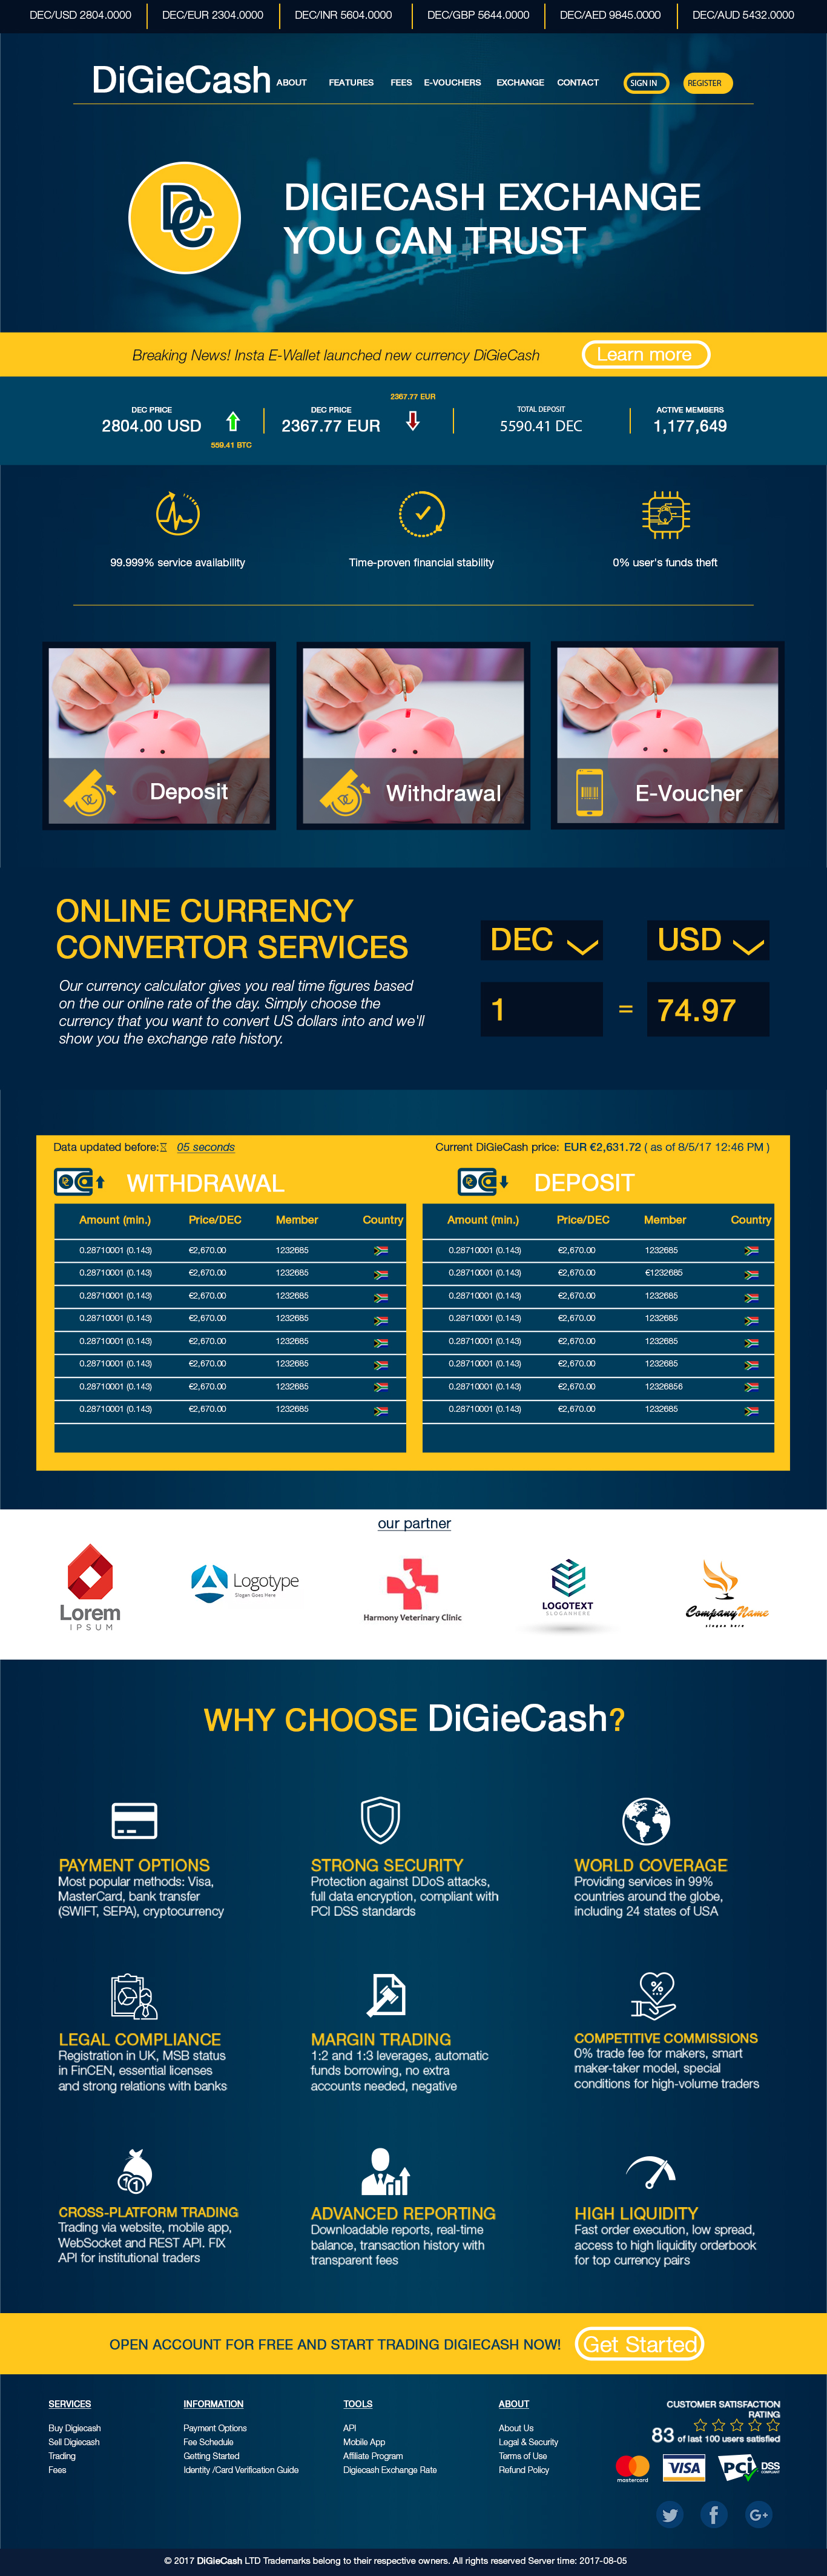 DEC/USD 2804.0000 DEC/EUR 2304.0000 DEC/INR 5604.0000 DEC/GBP 5644.0000 DEC/AED 9845.0000 DEC/AUD 5432.0000
DiGieCash ABOUT FEATURES FEES E-VOUCHERS EXCHANGE CONTACT SIGN IN REGISTER
DC
DIGIECASH EXCHANGE
YOU CAN TRUST
Breaking News! Insta E-Wallet launched new currency DiGieCash Learn more
2367.77 EUR
DEC PRICE DEC PRICE TOTAL DEPOSIT ACTIVE MEMBERS
2804.00 USD 2367.77 EUR 5590.41 DEC 1,177,649
559.41 BTC
99.999% service availability Time-proven financial stability 0% user's funds theft
Deposit Withdrawal E-Voucher
ONLINE CURRENCY
CONVERTOR SERVICES
Our currency calculator gives you real time figures based
on the our online rate of the day. Simply choose the
currency that you want to convert US dollars into and we'll
show you the exchange rate history.
DEC USD
1 = 74.97
Data updated before: 05 seconds Current DiGieCash price: EUR €2,631.72 ( as of 8/5/17 12:46 PM )
WITHDRAWAL DEPOSIT
Amount (min.) Price/DEC Member Country Amount (min.) Price/DEC Member Country
0.28710001 (0.143) €2,670.00 1232685 0.28710001 (0.143) €2,670.00 1232685
0.28710001 (0.143) €2,670.00 1232685 0.28710001 (0.143) €2,670.00 €1232685
0.28710001 (0.143) €2,670.00 1232685 0.28710001 (0.143) €2,670.00 1232685
0.28710001 (0.143) €2,670.00 1232685 0.28710001 (0.143) €2,670.00 1232685
0.28710001 (0.143) €2,670.00 1232685 0.28710001 (0.143) €2,670.00 1232685
0.28710001 (0.143) €2,670.00 1232685 0.28710001 (0.143) €2,670.00 1232685
0.28710001 (0.143) €2,670.00 1232685 0.28710001 (0.143) €2,670.00 12326856
0.28710001 (0.143) €2,670.00 1232685 0.28710001 (0.143) €2,670.00 1232685
our partner
Lorem
IPSUM
Logotype
Slogan Goes Here
Harmony Veterinary Clinic
LOGOTEXT
SLOGANHERE
CompanyName
slogan here
WHY CHOOSE DiGieCash?
PAYMENT OPTIONS
Most popular methods: Visa,
MasterCard, bank transfer
(SWIFT, SEPA), cryptocurrency
STRONG SECURITY
Protection against DDoS attacks,
full data encryption, compliant with
PCI DSS standards
WORLD COVERAGE
Providing services in 99%
countries around the globe,
including 24 states of USA
LEGAL COMPLIANCE
Registration in UK, MSB status
in FinCEN, essential licenses
and strong relations with banks
MARGIN TRADING
1:2 and 1:3 leverages, automatic
funds borrowing, no extra
accounts needed, negative
COMPETITIVE COMMISSIONS
0% trade fee for makers, smart
maker-taker model, special
conditions for high-volume traders
CROSS-PLATFORM TRADING
Trading via website, mobile app,
WebSocket and REST API. FIX
API for institutional traders
ADVANCED REPORTING
Downloadable reports, real-time
balance, transaction history with
transparent fees
HIGH LIQUIDITY
Fast order execution, low spread,
access to high liquidity orderbook
for top currency pairs
OPEN ACCOUNT FOR FREE AND START TRADING DIGIECASH NOW! Get Started
SERVICES
Buy Digiecash
Sell Digiecash
Trading
Fees
INFORMATION
Payment Options
Fee Schedule
Getting Started
Identity /Card Verification Guide
TOOLS
API
Mobile App
Affiliate Program
Digiecash Exchange Rate
ABOUT
About Us
Legal & Security
Terms of Use
Refund Policy
CUSTOMER SATISFACTION
RATING
83 of last 100 users satisfied
mastercard VISA PCI DSS
COMPLIANT
© 2017 DiGieCash LTD Trademarks belong to their respective owners. All rights reserved Server time: 2017-08-05